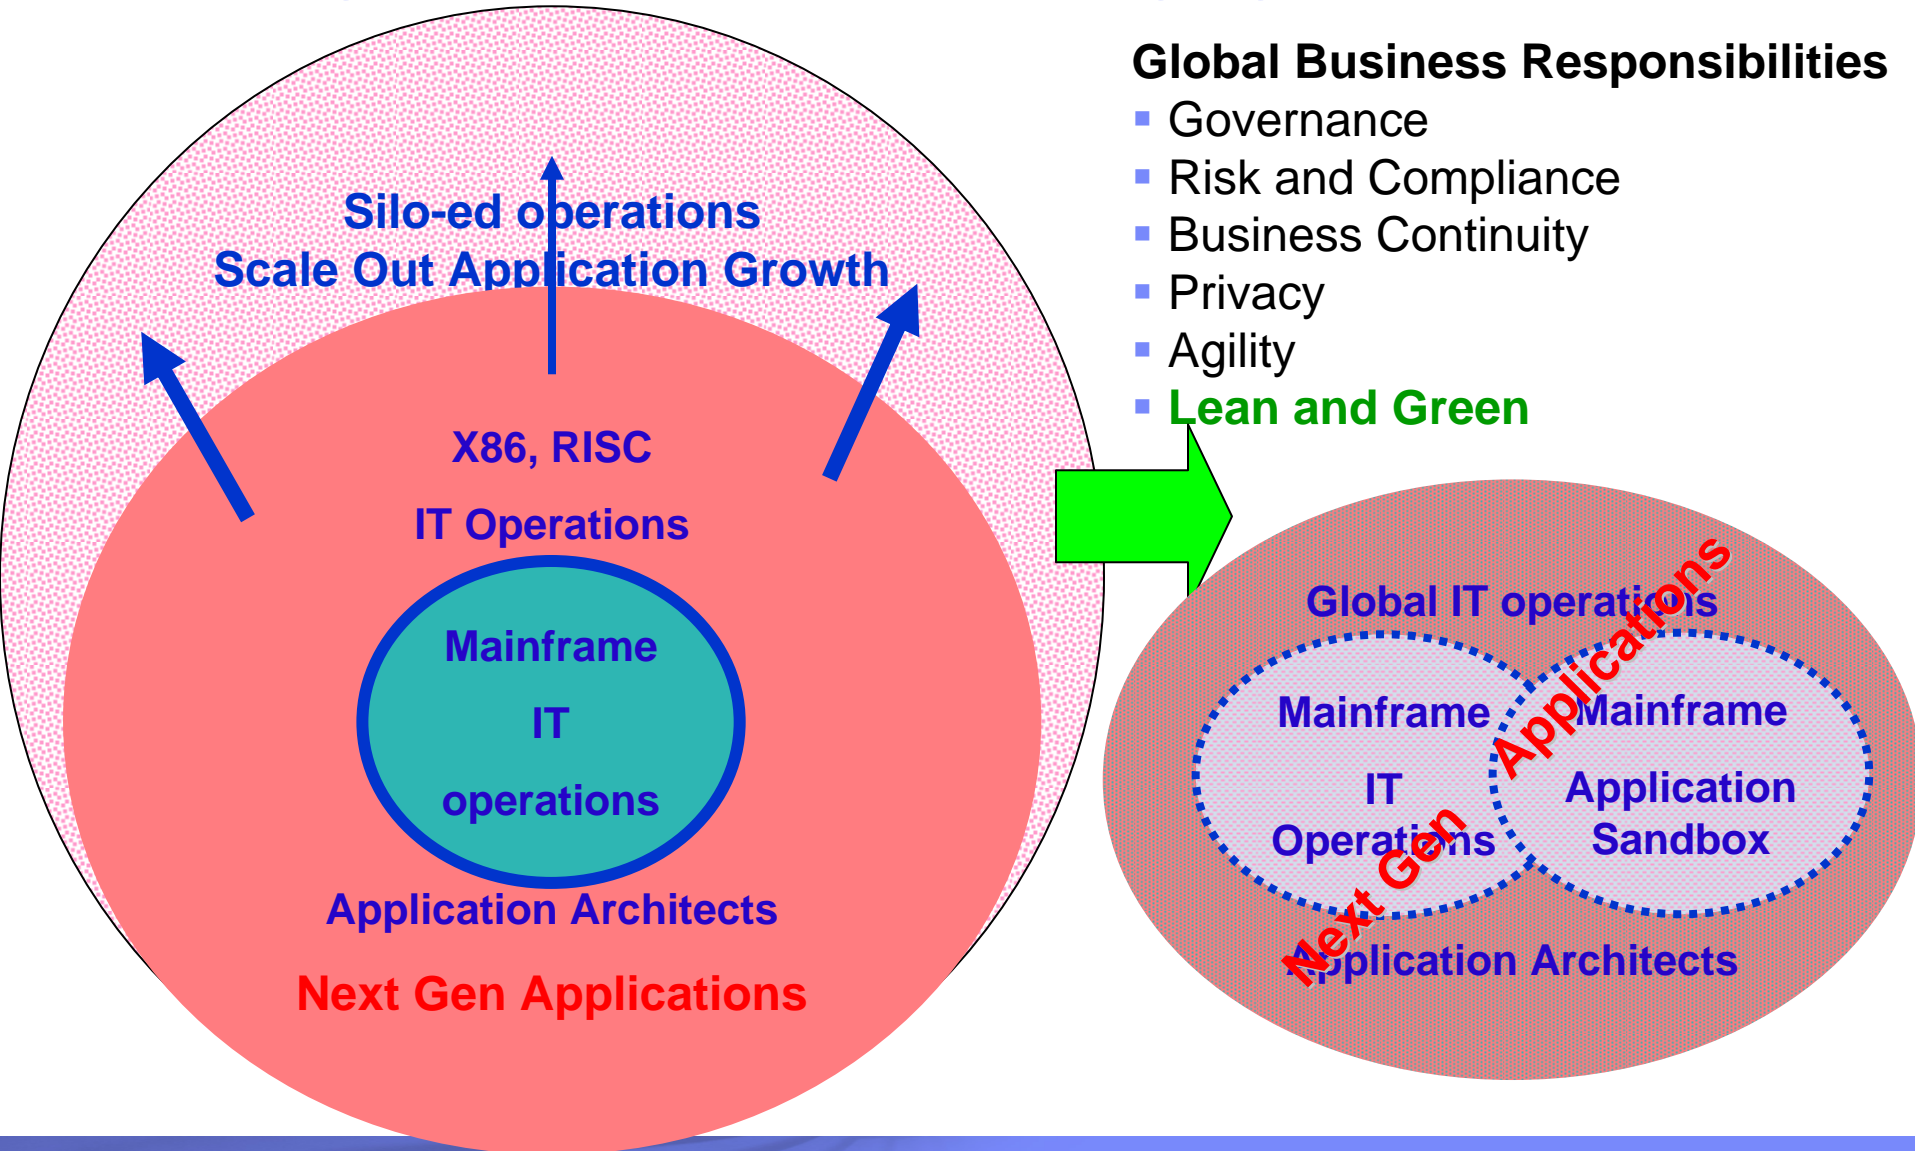 Silo-ed operations
Scale Out Application Growth
X86, RISC
IT Operations
Mainframe
IT
operations
Application Architects
Next Gen Applications
Global Business Responsibilities
Governance
Risk and Compliance
Business Continuity
Privacy
Agility
Lean and Green
Global IT operations
Mainframe
IT
Operations
Mainframe
Application
Sandbox
Next Gen Applications
Application Architects